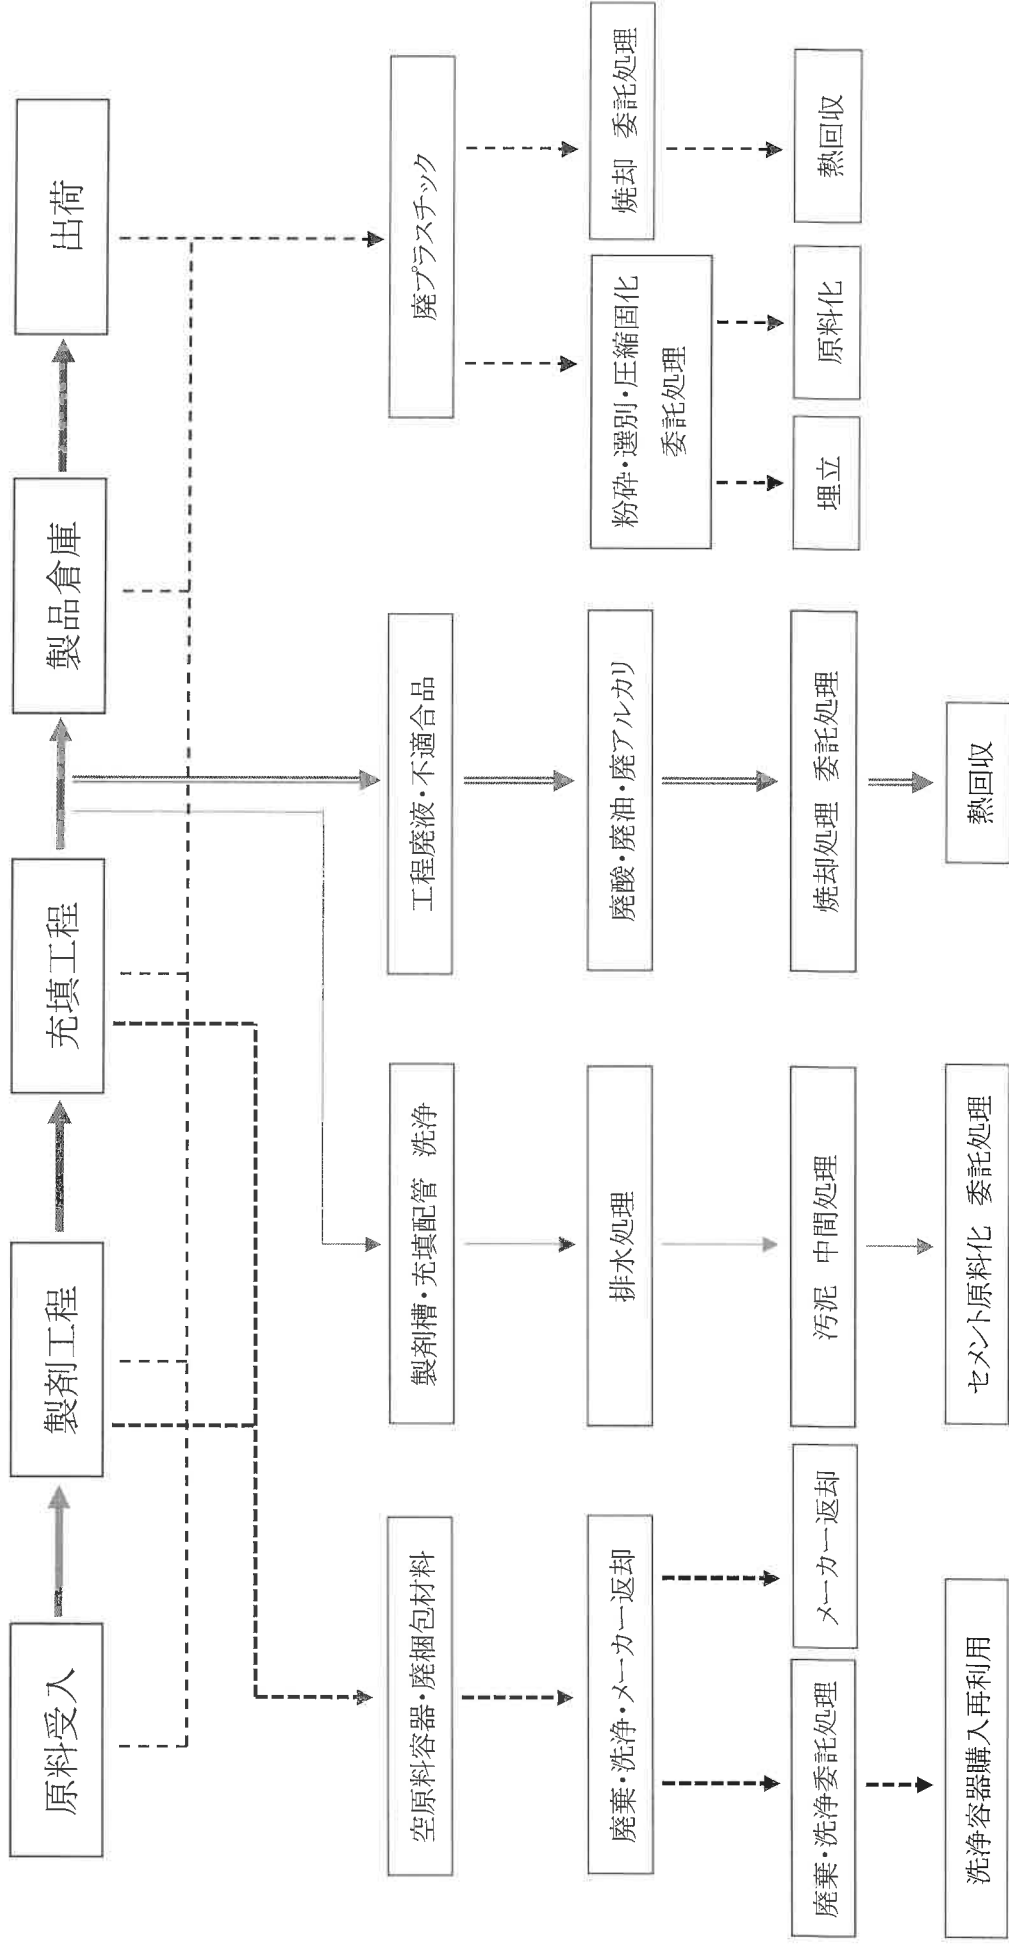 原料受入
製剤工程
充填工程
製品倉庫
出荷
空原料容器・廃梱包材料
製剤槽・充填配管　洗浄
工程廃液・不適合品
廃プラスチック
廃棄・洗浄・メーカー返却
排水処理
廃酸・廃油・廃アルカリ
粉砕・選別・圧縮固化
委託処理
焼却　委託処理
廃棄・洗浄委託処理
メーカー返却
汚泥　中間処理
焼却処理　委託処理
埋立
原料化
熱回収
洗浄容器購入再利用
セメント原料化　委託処理
熱回収